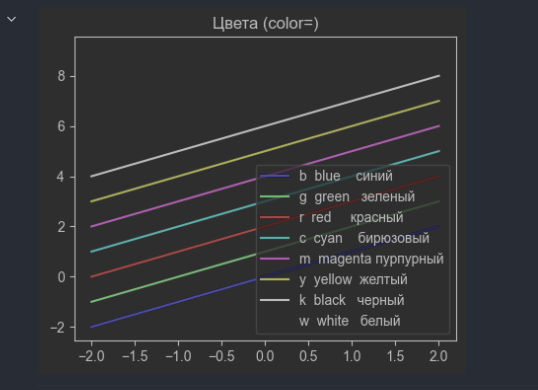 Цвета (color=)
8
6
4
2
0
−2
b blue синий
g green зеленый
r red красный
c cyan бирюзовый
m magenta пурпурный
y yellow желтый
k black черный
w white белый
−2.0 −1.5 −1.0 −0.5 0.0 0.5 1.0 1.5 2.0